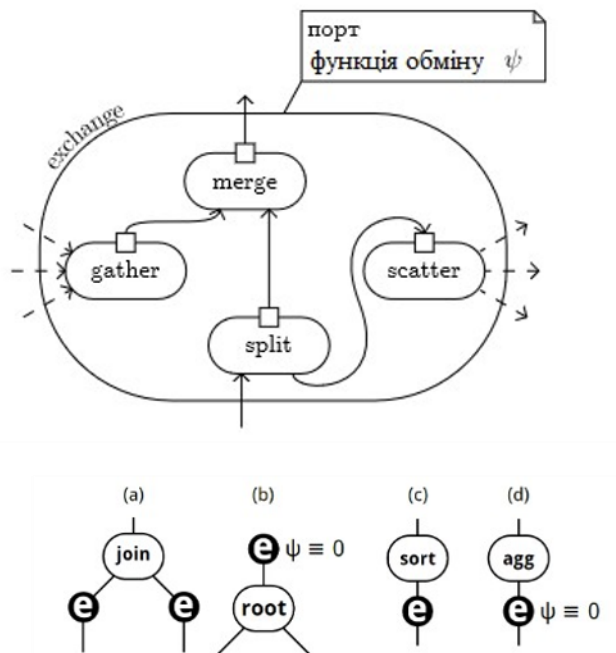 порт
функція обміну ψ
exchange
merge
gather
scatter
split
(a) (b) (c) (d)
e ψ ≡ 0
join sort agg
e e root e e ψ ≡ 0